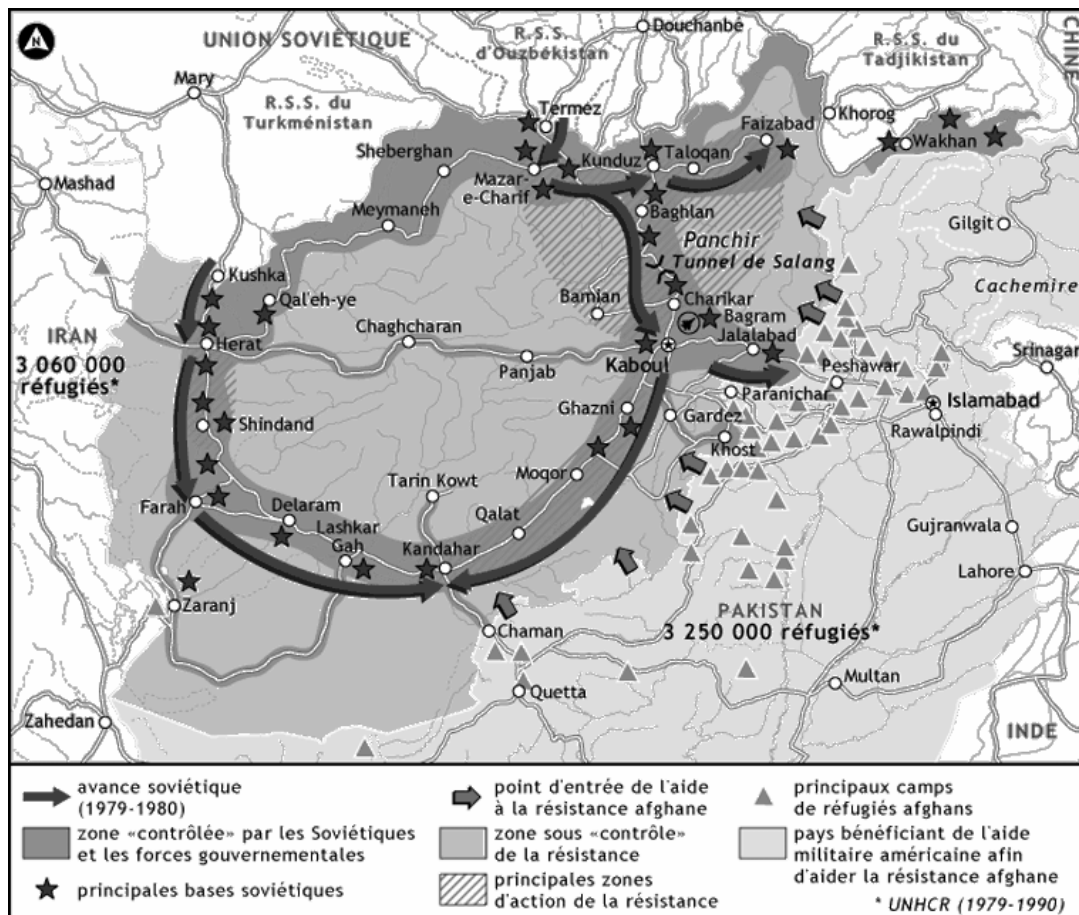 N
UNION SOVIÉTIQUE
R.S.S.
d'Ouzbékistan
Douchanbé
R.S.S. du
Tadjikistan
CHINE
Mary
R.S.S. du
Turkménistan
Termez
Khorog
Faizabad
Wakhan
Sheberghan
Kunduz
Taloqan
Mashad
Mazar-
e-Charif
Meymaneh
Baghlan
Gilgit
Panchir
Tunnel de Salang
Kushka
Qal'eh-ye
Bamian
Charikar
Cachemire
IRAN
3 060 000
réfugiés*
Herat
Chaghcharan
Bagram
Jalalabad
Panjab
Kaboul
Peshawar
Srinagar
Paranichar
Islamabad
Ghazni
Gardez
Rawalpindi
Shindand
Khost
Moqor
Tarin Kowt
Farah
Delaram
Lashkar
Gah
Qalat
Kandahar
Gujranwala
Lahore
Zaranj
PAKISTAN
3 250 000 réfugiés*
Chaman
Multan
Quetta
Zahedan
INDE
avance soviétique
(1979-1980)
zone «contrôlée» par les Soviétiques
et les forces gouvernementales
principales bases soviétiques
point d'entrée de l'aide
à la résistance afghane
zone sous «contrôle»
de la résistance
principales zones
d'action de la résistance
principaux camps
de réfugiés afghans
pays bénéficiant de l'aide
militaire américaine afin
d'aider la résistance afghane
* UNHCR (1979-1990)